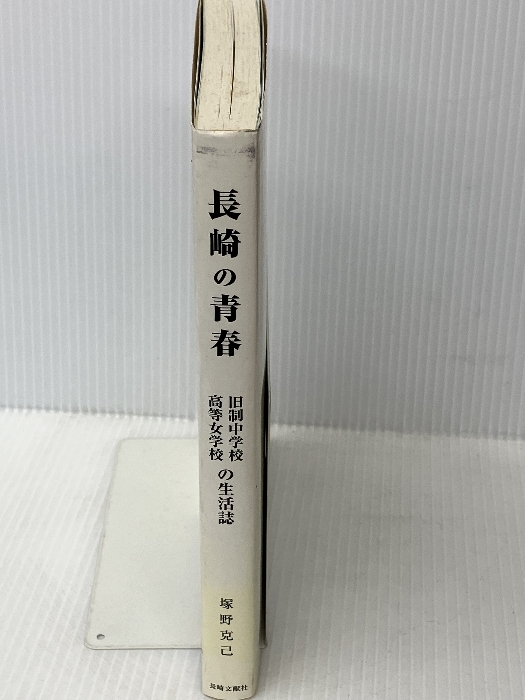 長崎の青春
旧制中学校
高等女学校
の生活誌
塚野克己
長崎文献社